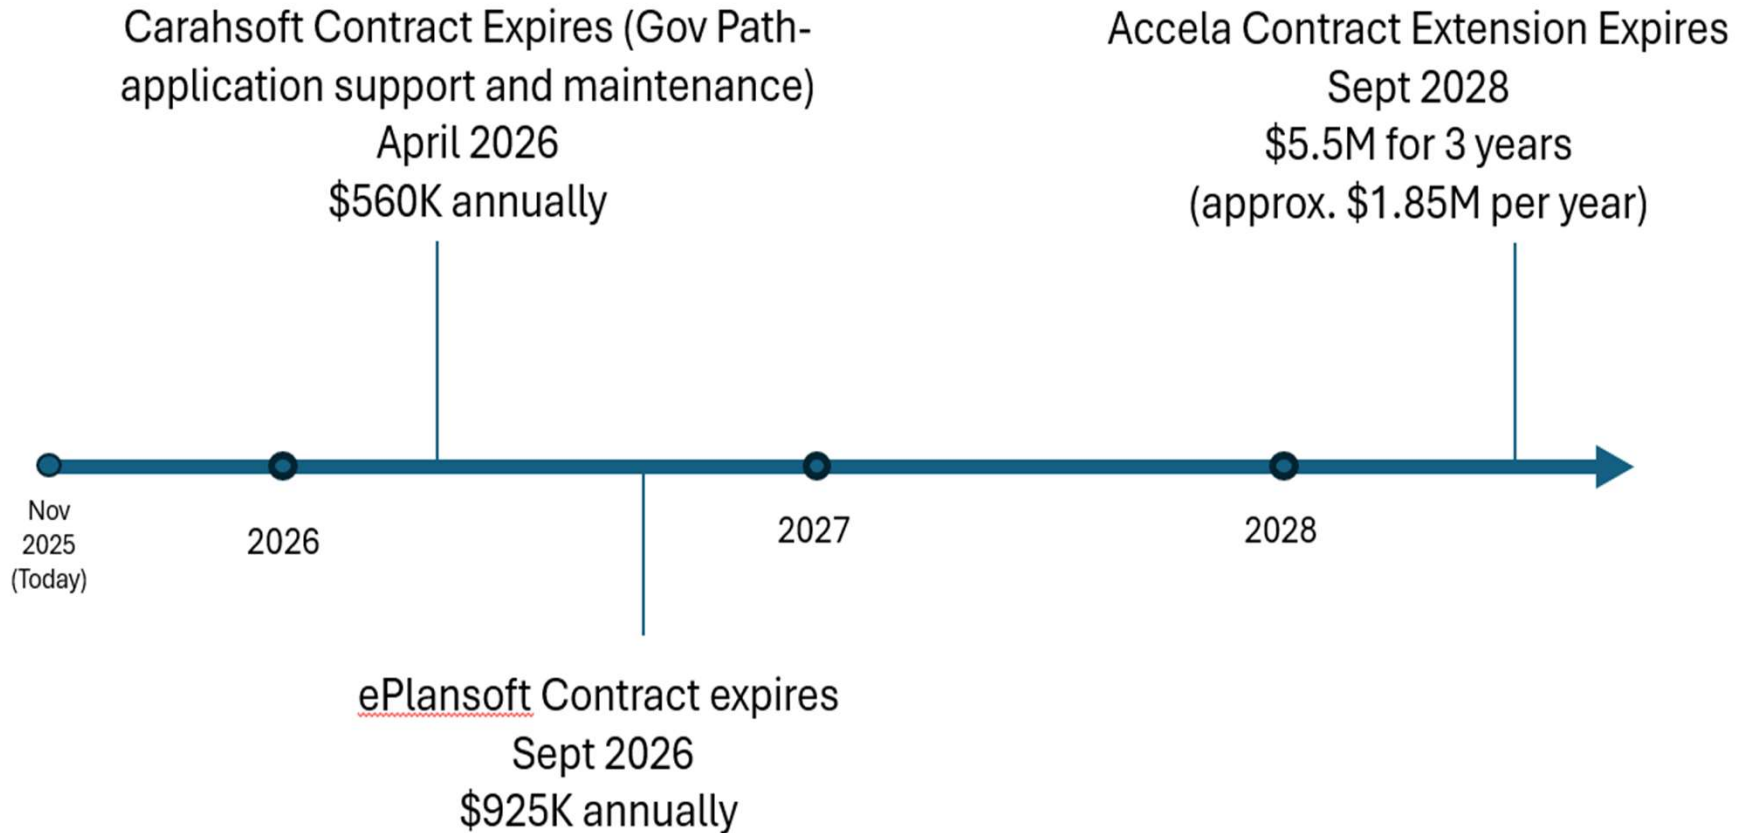 Carahsoft Contract Expires (Gov Path-
application support and maintenance)
April 2026
$560K annually
Accela Contract Extension Expires
Sept 2028
$5.5M for 3 years
(approx. $1.85M per year)
Nov
2025
(Today)
2026
2027
2028
ePlansoft Contract expires
Sept 2026
$925K annually